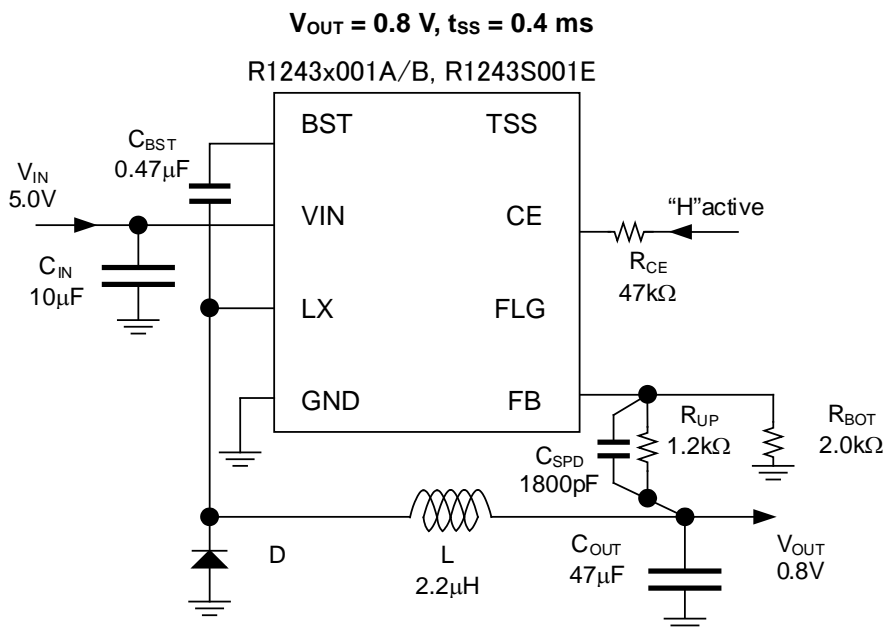 VOUT = 0.8 V, tSS = 0.4 ms
R1243x001A/B, R1243S001E
BST
TSS
CBST
0.47μF
VIN
5.0V
VIN
CE
"H"active
RCE
47kΩ
CIN
10μF
LX
FLG
GND
FB
RUP
1.2kΩ
RBOT
2.0kΩ
CSPD
1800pF
D
L
2.2μH
COUT
47μF
VOUT
0.8V